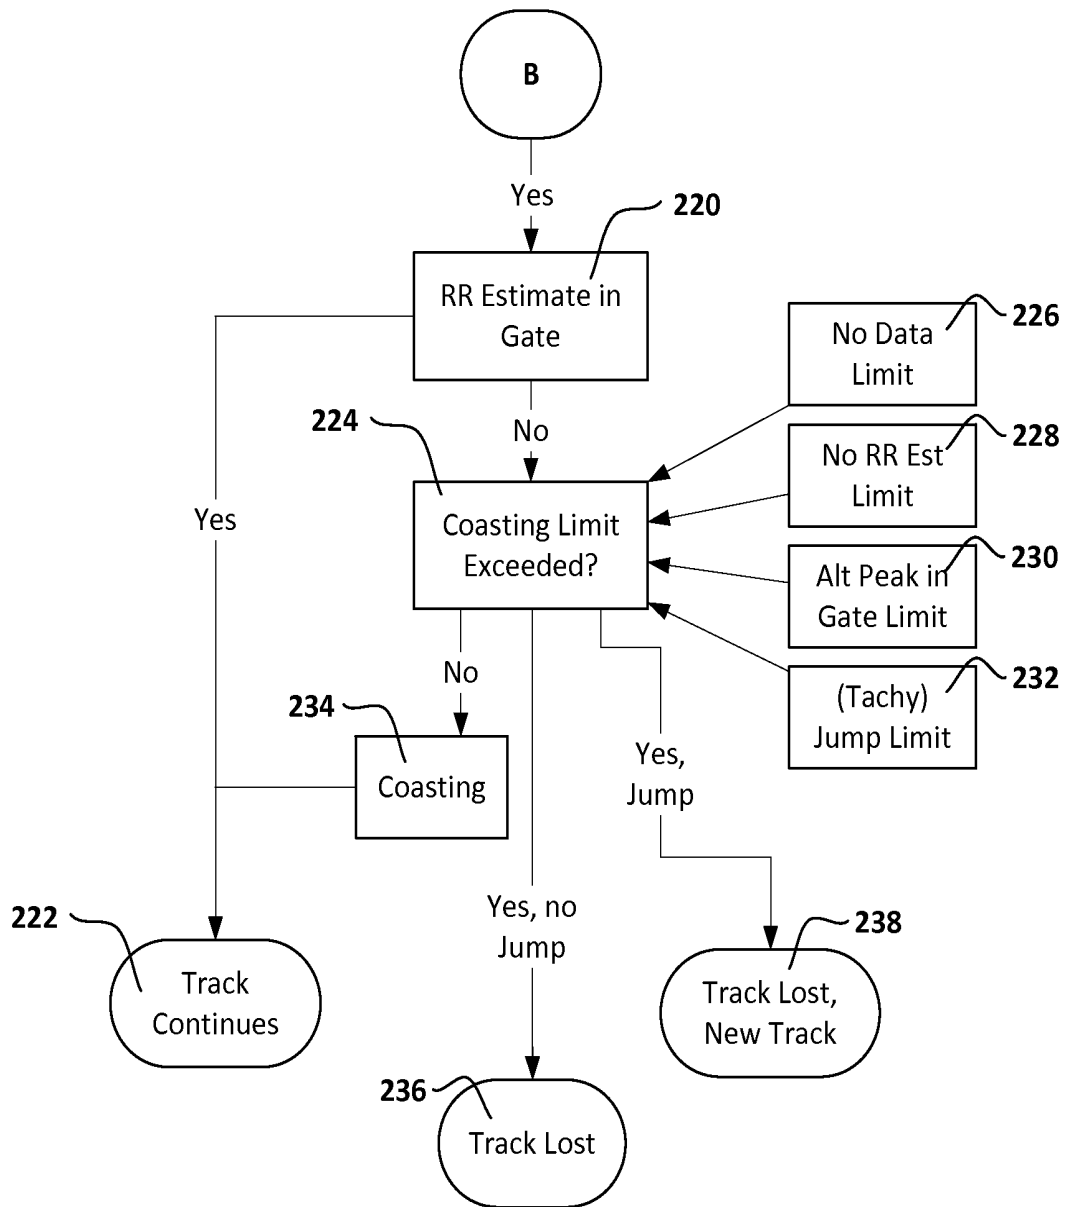 B
Yes
220
RR Estimate in
Gate
226
No Data
Limit
224
No
228
No RR Est
Limit
Yes
Coasting Limit
Exceeded?
230
Alt Peak in
Gate Limit
No
232
(Tachy)
Jump Limit
234
Coasting
Yes,
Jump
222
Track
Continues
Yes, no
Jump
238
Track Lost,
New Track
236
Track Lost